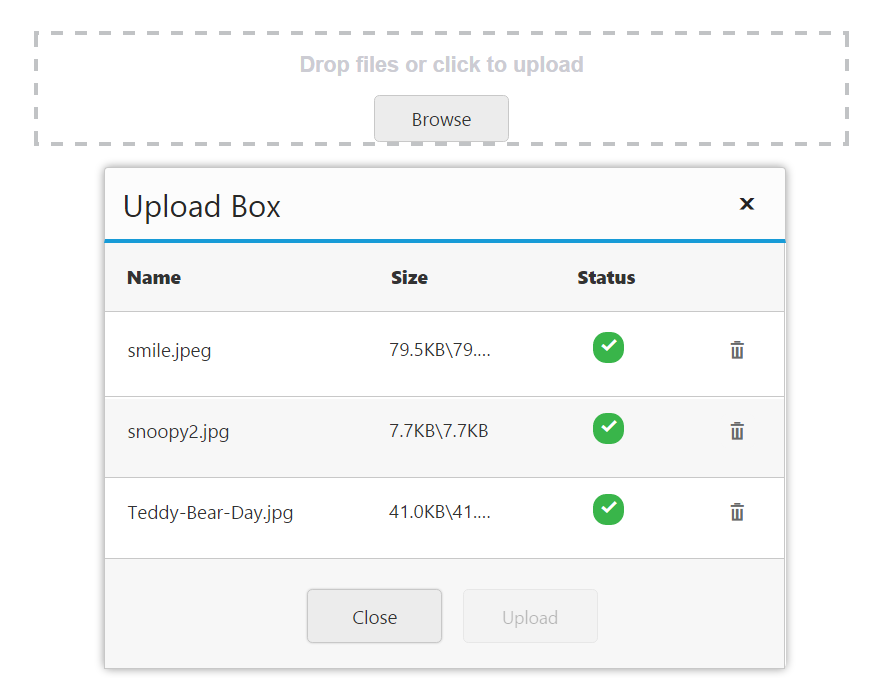 Drop files or click to upload
Browse
Upload Box
Name Size Status
smile.jpeg 79.5KB\79....
snoopy2.jpg 7.7KB\7.7KB
Teddy-Bear-Day.jpg 41.0KB\41....
Close Upload